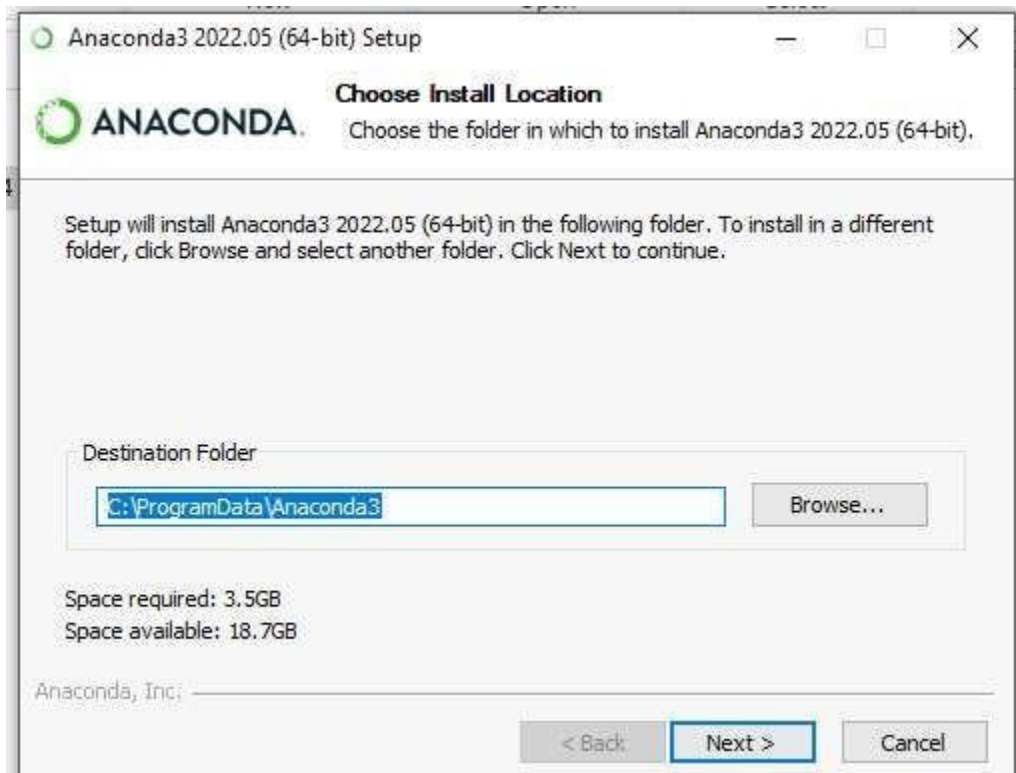 Anaconda3 2022.05 (64-bit) Setup
ANACONDA.
Choose Install Location
Choose the folder in which to install Anaconda3 2022.05 (64-bit).
Setup will install Anaconda3 2022.05 (64-bit) in the following folder. To install in a different
folder, click Browse and select another folder. Click Next to continue.
Destination Folder
C:\ProgramData\Anaconda3
Browse...
Space required: 3.5GB
Space available: 18.7GB
Anaconda, Inc.
< Back
Next >
Cancel